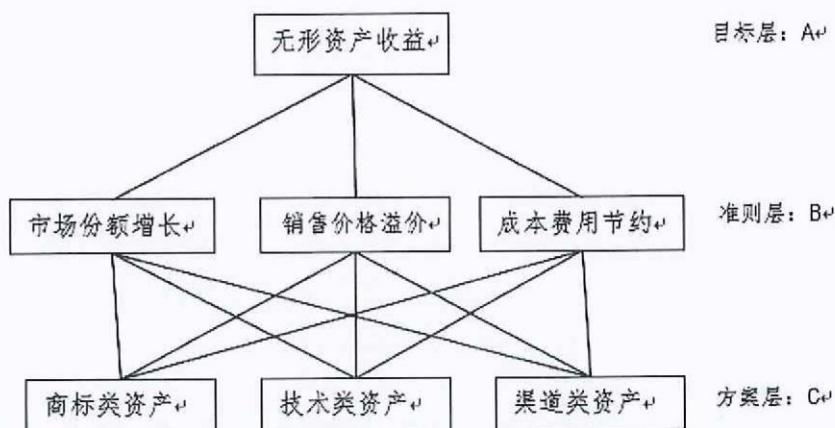 无形资产收益↵
目标层：A↵
市场份额增长↵
销售价格溢价↵
成本费用节约↵
准则层：B↵
商标类资产↵
技术类资产↵
渠道类资产↵
方案层：C↵